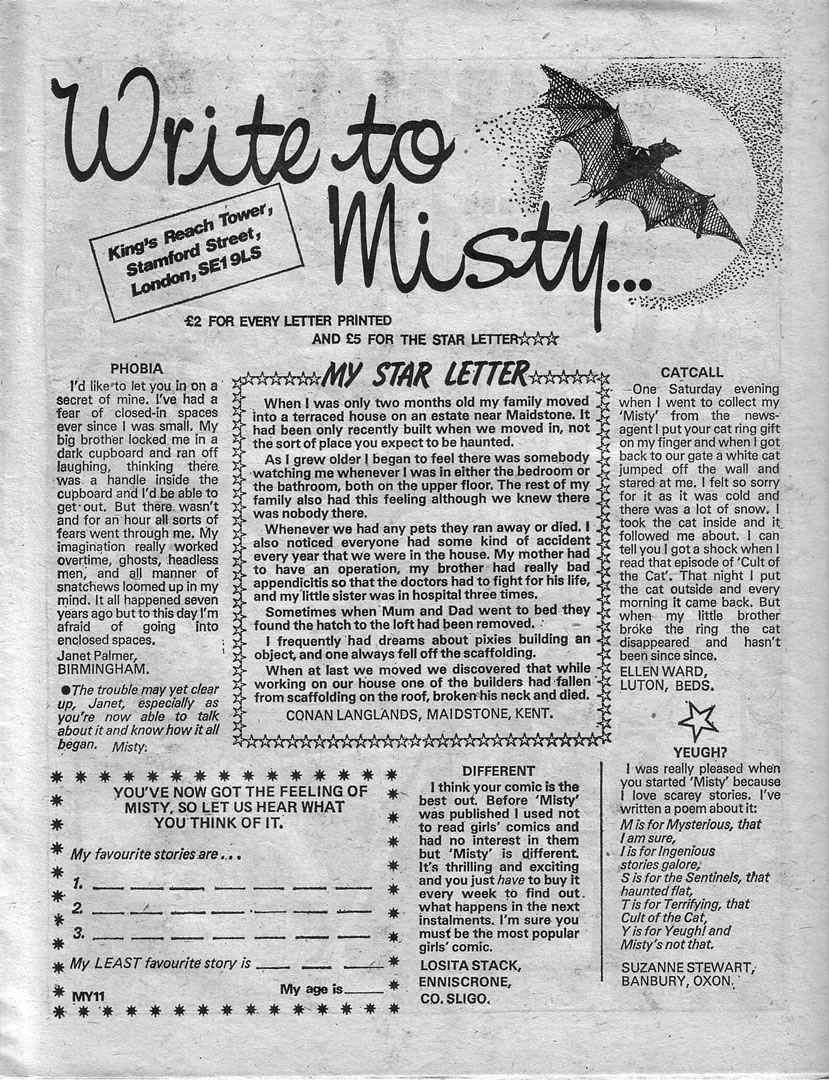 Write to
Misty...
King's Reach Tower,
Stamford Street,
London, SE1 9LS
£2 FOR EVERY LETTER PRINTED
AND £5 FOR THE STAR LETTER☆☆☆
PHOBIA
I'd like to let you in on a
secret of mine. I've had a
fear of closed-in spaces
ever since I was small. My
big brother locked me in a
dark cupboard and ran off
laughing, thinking there
was a handle inside the
cupboard and I'd be able to
get out. But there wasn't
and for an hour all sorts of
fears went through me. My
imagination really worked
overtime, ghosts, headless
men, and all manner of
snatchews loomed up in my
mind. It all happened seven
years ago but to this day I'm
afraid of going into
enclosed spaces.
Janet Palmer,
BIRMINGHAM.
●The trouble may yet clear
up, Janet, especially as
you're now able to talk
about it and know how it all
began. Misty.
MY STAR LETTER
When I was only two months old my family moved
into a terraced house on an estate near Maidstone. It
had been only recently built when we moved in, not
the sort of place you expect to be haunted.
As I grew older I began to feel there was somebody
watching me whenever I was in either the bedroom or
the bathroom, both on the upper floor. The rest of my
family also had this feeling although we knew there
was nobody there.
Whenever we had any pets they ran away or died. I
also noticed everyone had some kind of accident
every year that we were in the house. My mother had
to have an operation, my brother had really bad
appendicitis so that the doctors had to fight for his life,
and my little sister was in hospital three times.
Sometimes when Mum and Dad went to bed they
found the hatch to the loft had been removed.
I frequently had dreams about pixies building an
object, and one always fell off the scaffolding.
When at last we moved we discovered that while
working on our house one of the builders had fallen
from scaffolding on the roof, broken his neck and died.
CONAN LANGLANDS, MAIDSTONE, KENT.
CATCALL
One Saturday evening
when I went to collect my
'Misty' from the news-
agent I put your cat ring gift
on my finger and when I got
back to our gate a white cat
jumped off the wall and
stared at me. I felt so sorry
for it as it was cold and
there was a lot of snow. I
took the cat inside and it
followed me about. I can
tell you I got a shock when I
read that episode of 'Cult of
the Cat'. That night I put
the cat outside and every
morning it came back. But
when my little brother
broke the ring the cat
disappeared and hasn't
been since since.
ELLEN WARD,
LUTON, BEDS.
YEUGH?
I was really pleased when
you started 'Misty' because
I love scarey stories. I've
written a poem about it:
M is for Mysterious, that
I am sure,
I is for Ingenious
stories galore,
S is for the Sentinels, that
haunted flat,
T is for Terrifying, that
Cult of the Cat,
Y is for Yeugh! and
Misty's not that.
SUZANNE STEWART,
BANBURY, OXON.
YOU'VE NOW GOT THE FEELING OF
MISTY, SO LET US HEAR WHAT
YOU THINK OF IT.
My favourite stories are...
1.
2.
3.
My LEAST favourite story is
My age is
MY11
DIFFERENT
I think your comic is the
best out. Before 'Misty'
was published I used not
to read girls' comics and
had no interest in them
but 'Misty' is different.
It's thrilling and exciting
and you just have to buy it
every week to find out
what happens in the next
instalments. I'm sure you
must be the most popular
girls' comic.
LOSITA STACK,
ENNISCRONE,
CO. SLIGO.